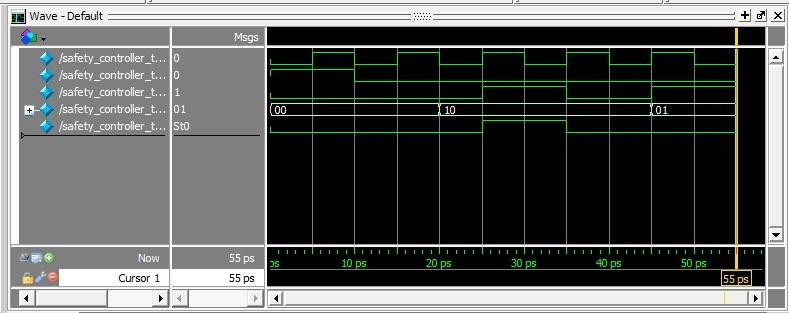 Wave - Default
Msgs
/safety_controller_t... 0
/safety_controller_t... 0
/safety_controller_t... 1
/safety_controller_t... 01 00 10 01
/safety_controller_t... St0
Now 55 ps ps 10 ps 20 ps 30 ps 40 ps 50 ps
Cursor 1 55 ps 55 ps